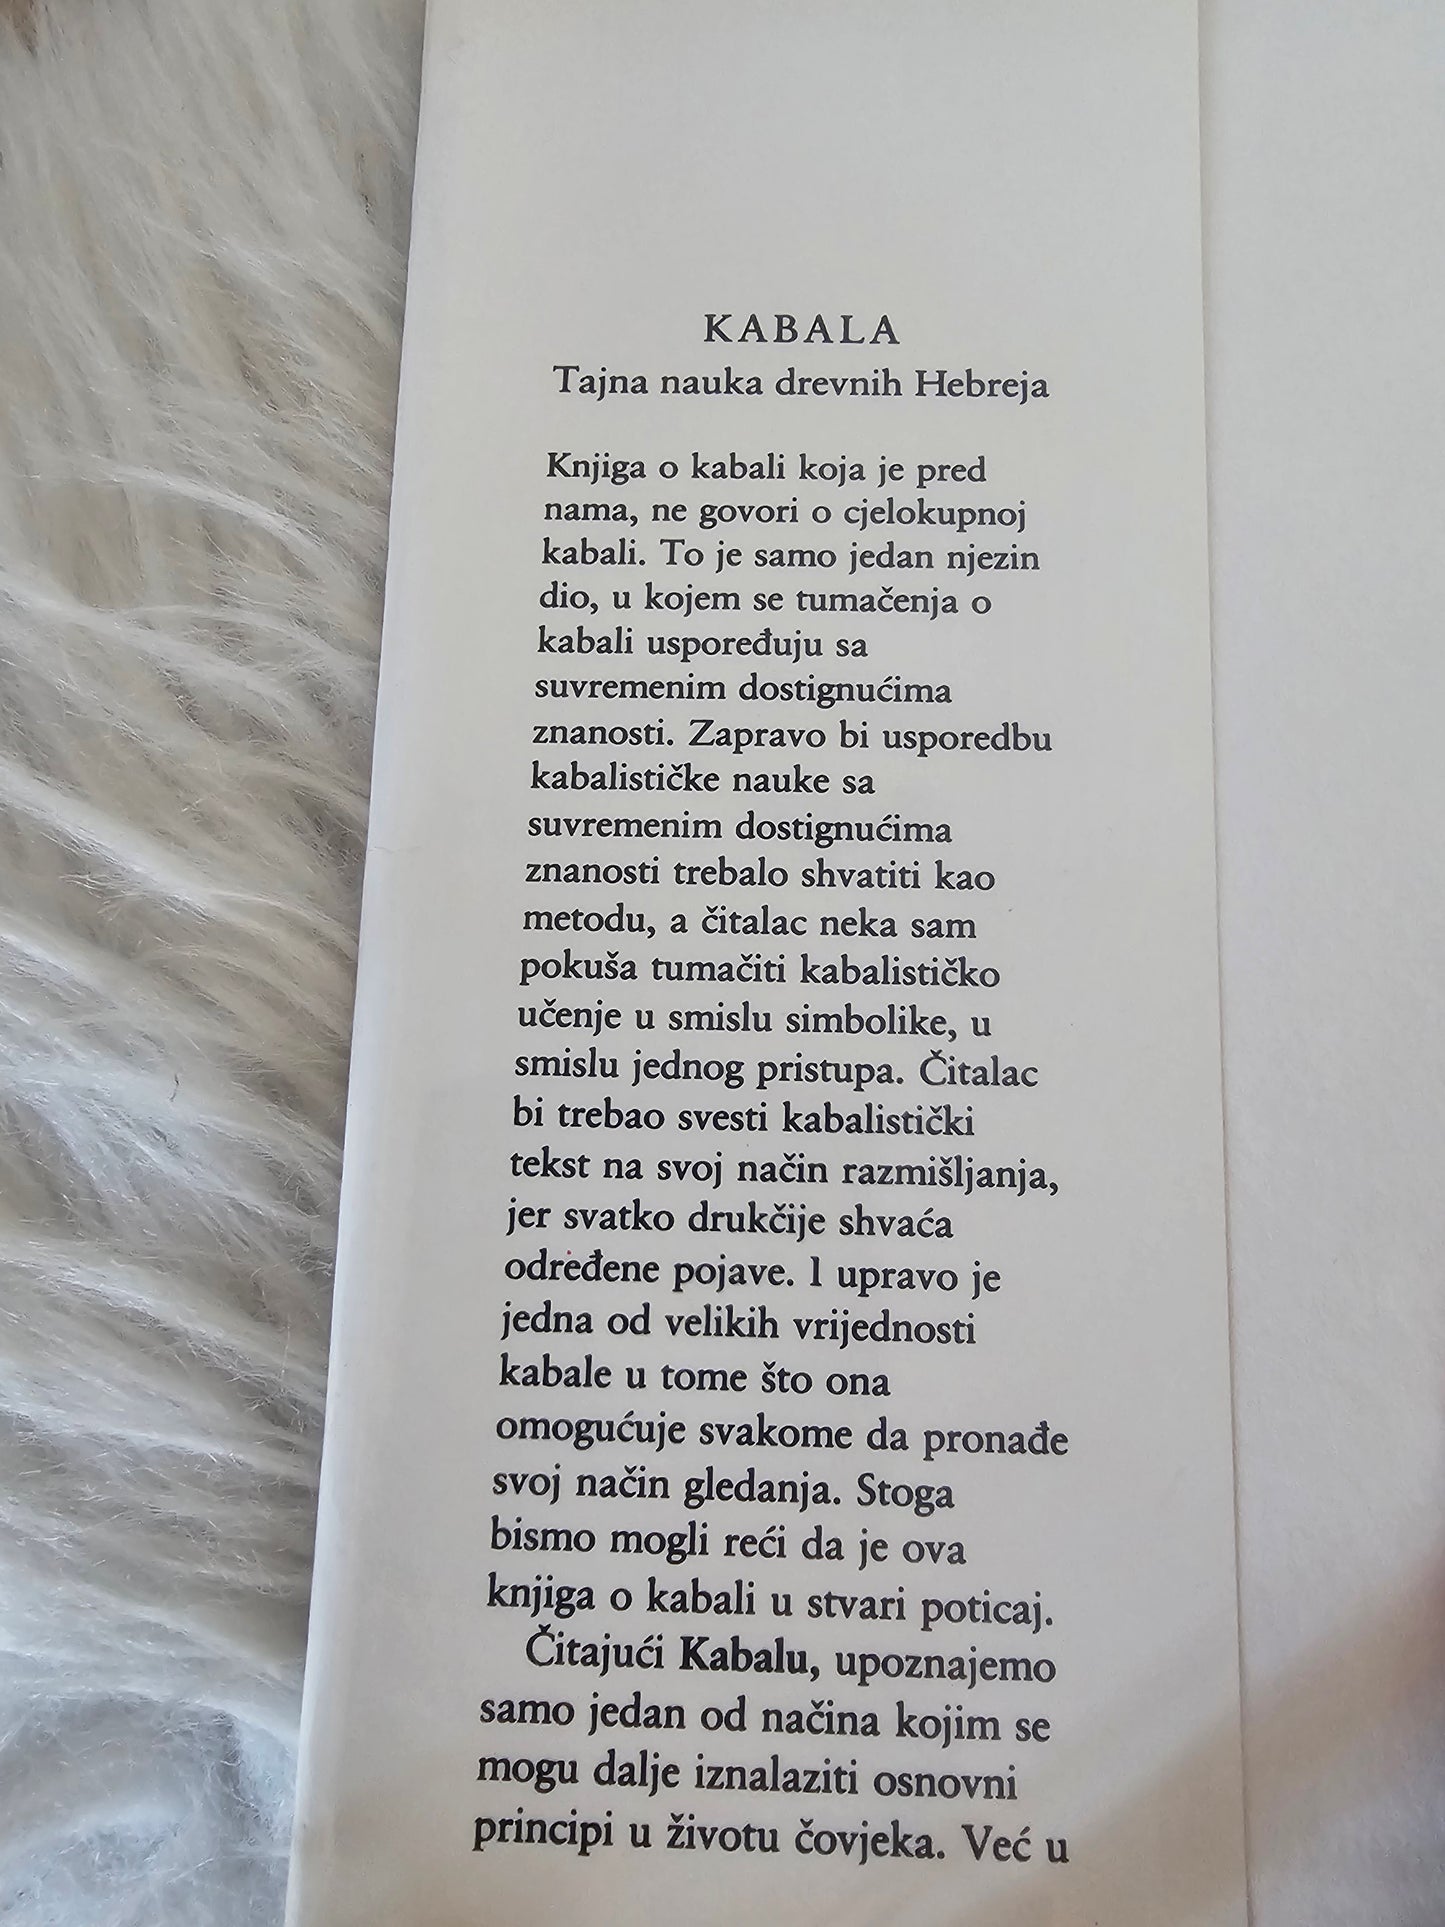 KABALA
Tajna nauka drevnih Hebreja
Knjiga o kabali koja je pred
nama, ne govori o cjelokupnoj
kabali. To je samo jedan njezin
dio, u kojem se tumačenja o
kabali uspoređuju sa
suvremenim dostignućima
znanosti. Zapravo bi usporedbu
kabalističke nauke sa
suvremenim dostignućima
znanosti trebalo shvatiti kao
metodu, a čitalac neka sam
pokuša tumačiti kabalističko
učenje u smislu simbolike, u
smislu jednog pristupa. Čitalac
bi trebao svesti kabalistički
tekst na svoj način razmišljanja,
jer svatko drukčije shvaća
određene pojave. I upravo je
jedna od velikih vrijednosti
kabale u tome što ona
omogućuje svakome da pronađe
svoj način gledanja. Stoga
bismo mogli reći da je ova
knjiga o kabali u stvari poticaj.
Čitajući Kabalu, upoznajemo
samo jedan od načina kojim se
mogu dalje iznalaziti osnovni
principi u životu čovjeka. Već u